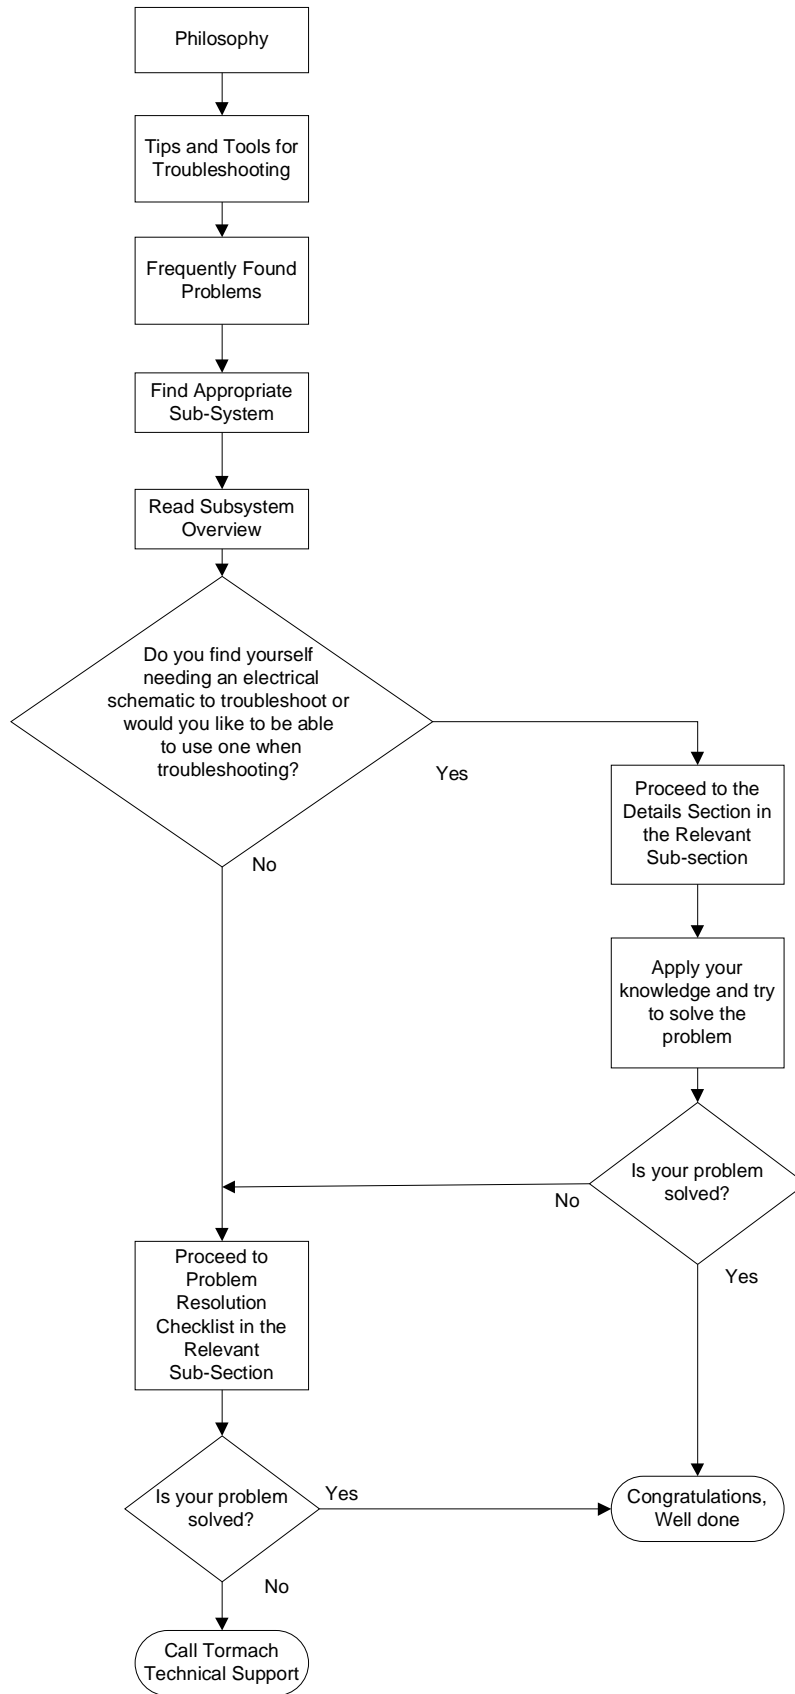 Philosophy
Tips and Tools for
Troubleshooting
Frequently Found
Problems
Find Appropriate
Sub-System
Read Subsystem
Overview
Do you find yourself
needing an electrical
schematic to troubleshoot or
would you like to be able
to use one when
troubleshooting?
Yes
No
Proceed to the
Details Section in
the Relevant
Sub-section
Apply your
knowledge and try
to solve the
problem
Is your problem
solved?
No
Yes
Proceed to
Problem
Resolution
Checklist in the
Relevant
Sub-Section
Is your problem
solved?
Yes
No
Congratulations,
Well done
Call Tormach
Technical Support